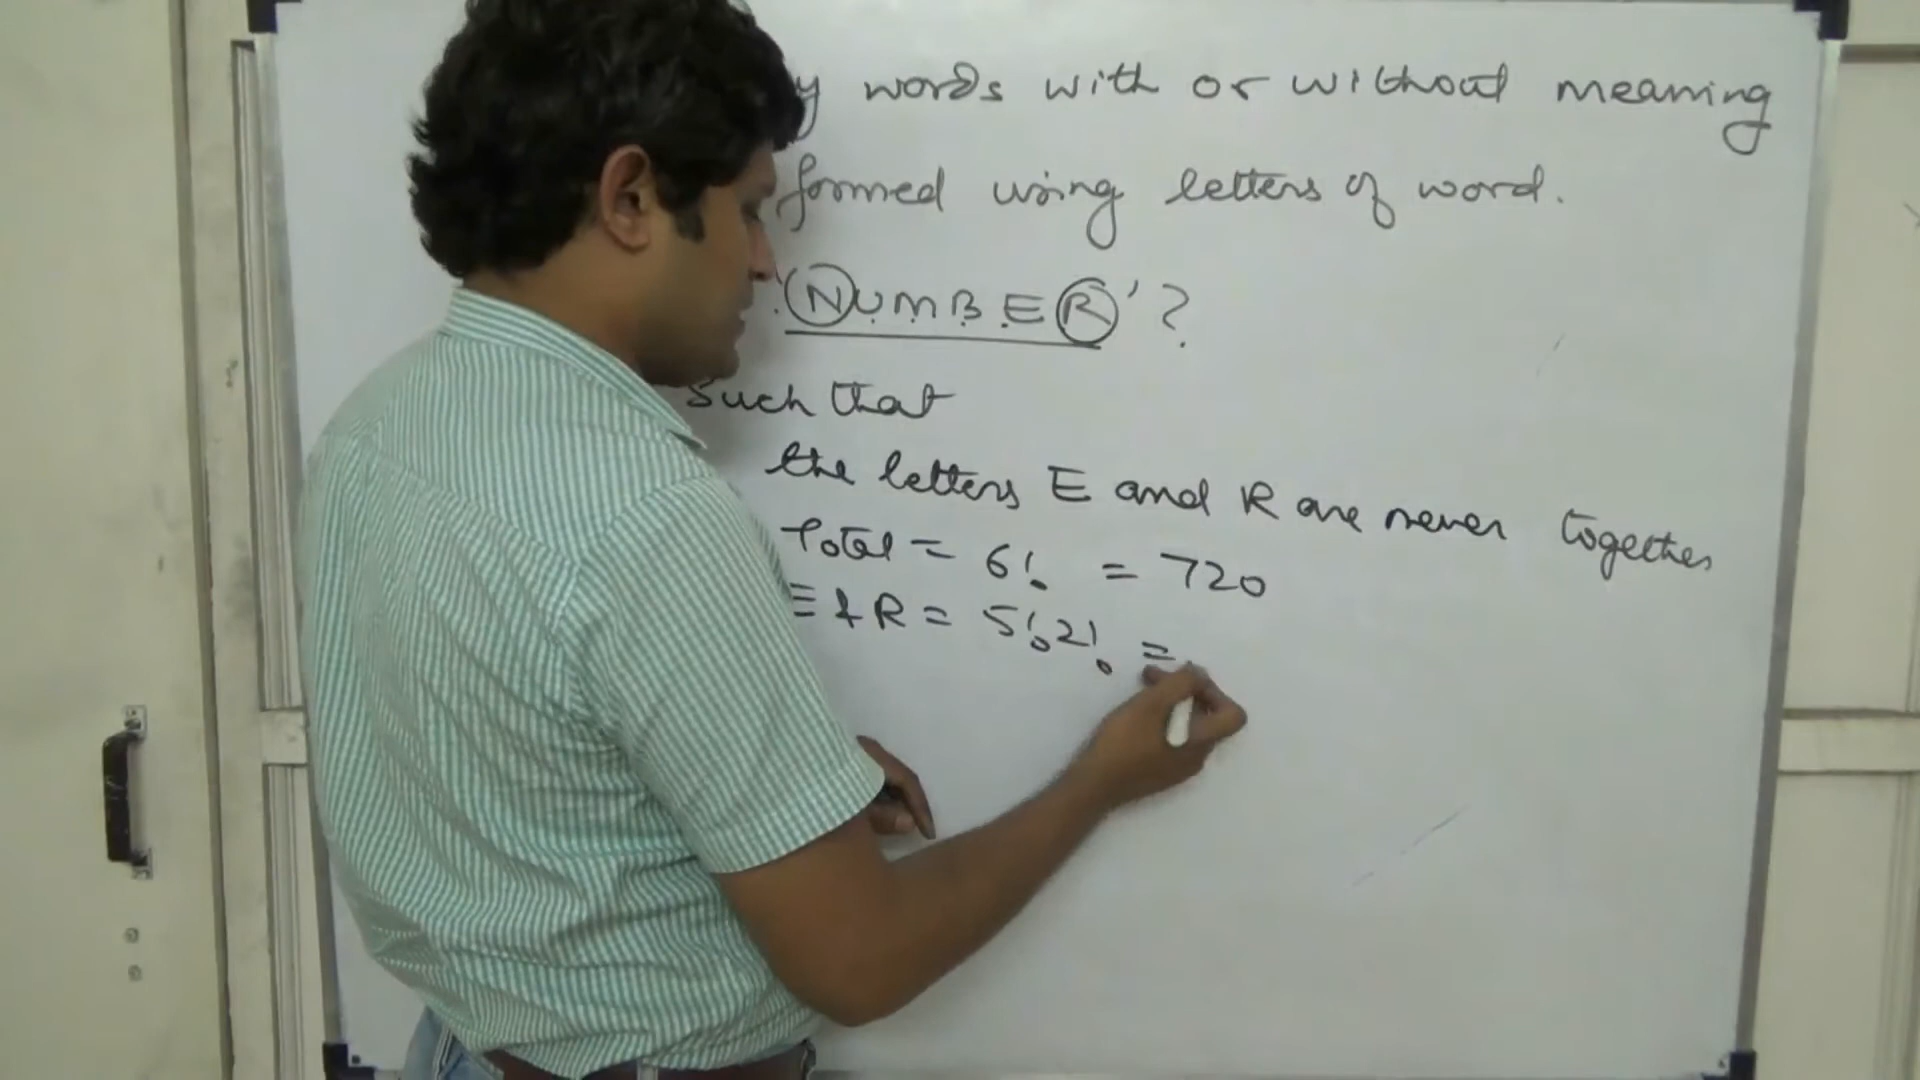 y words with or without meaning
formed using letters of word.
'NUMBER'?
Such that
the letters E and R are never together
Total = 6! = 720
E & R = 5!2! =